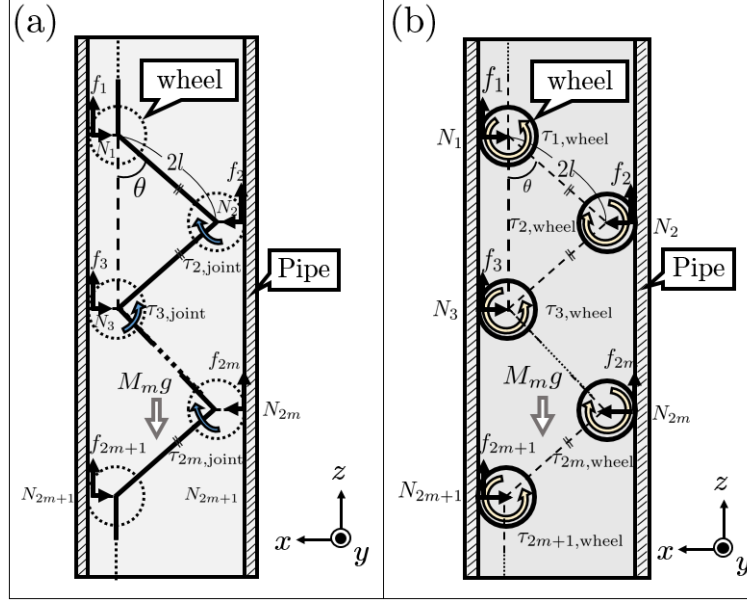 (a)
wheel
f₁
N₁
2l
θ
f₂
N₂
τ₂,joint
Pipe
f₃
N₃
τ₃,joint
f₂ₘ
Mₘg
N₂ₘ
τ₂ₘ,joint
f₂ₘ₊₁
N₂ₘ₊₁
N₂ₘ₊₁
z
x
y
(b)
wheel
f₁
N₁
τ₁,wheel
2l
θ
f₂
N₂
τ₂,wheel
Pipe
f₃
N₃
τ₃,wheel
f₂ₘ
Mₘg
N₂ₘ
τ₂ₘ,wheel
f₂ₘ₊₁
N₂ₘ₊₁
τ₂ₘ₊₁,wheel
z
x
y